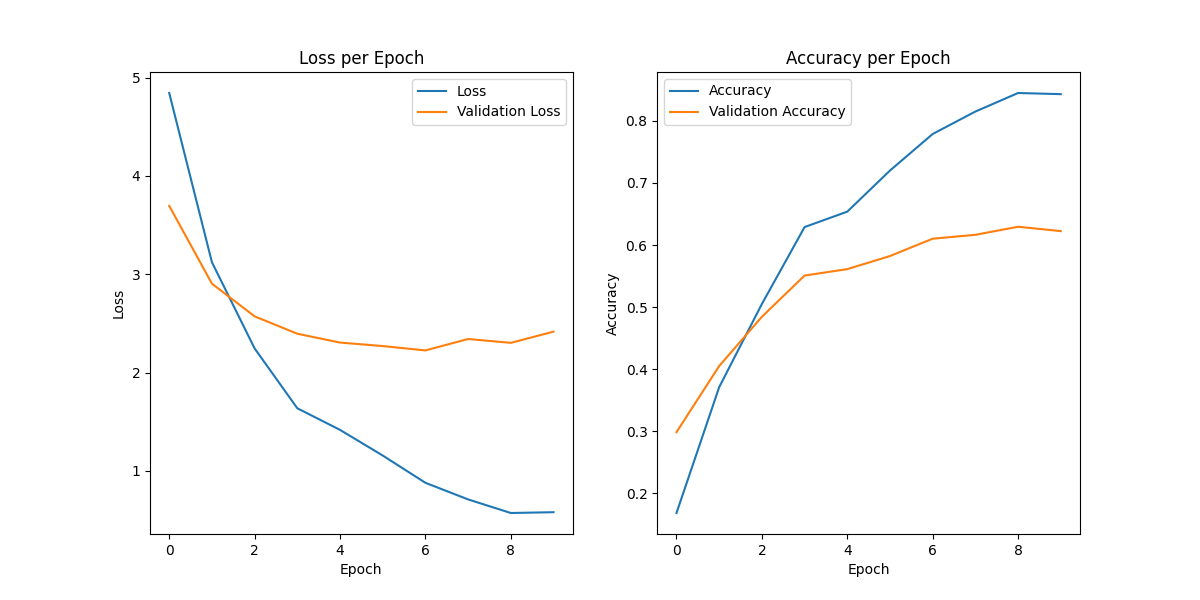 Loss per Epoch
5
4
3
2
1
Loss
Loss
Validation Loss
0
2
4
6
8
Epoch
Accuracy per Epoch
0.8
0.7
0.6
0.5
0.4
0.3
0.2
Accuracy
Accuracy
Validation Accuracy
0
2
4
6
8
Epoch